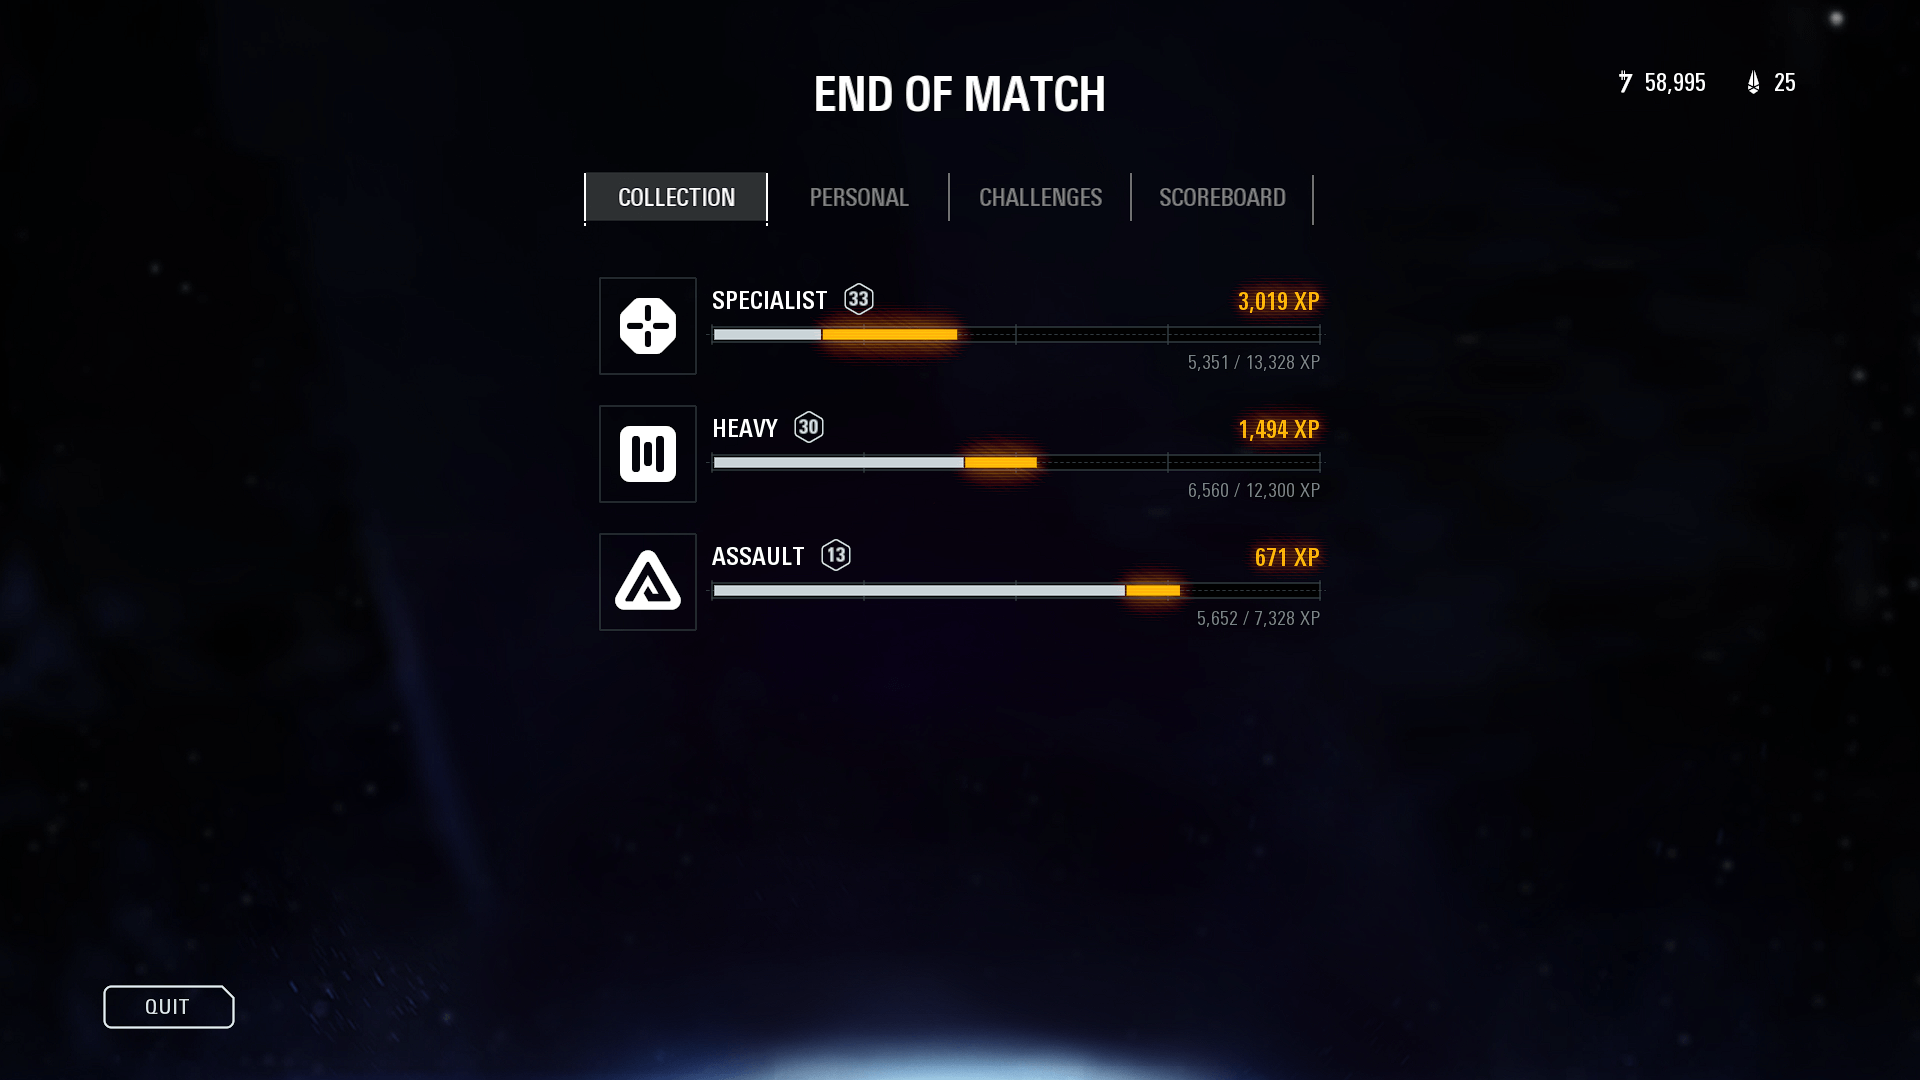 END OF MATCH
58,995 25
COLLECTION PERSONAL CHALLENGES SCOREBOARD
SPECIALIST 33 3,019 XP
5,351 / 13,328 XP
HEAVY 30 1,494 XP
6,560 / 12,300 XP
ASSAULT 13 671 XP
5,652 / 7,328 XP
QUIT